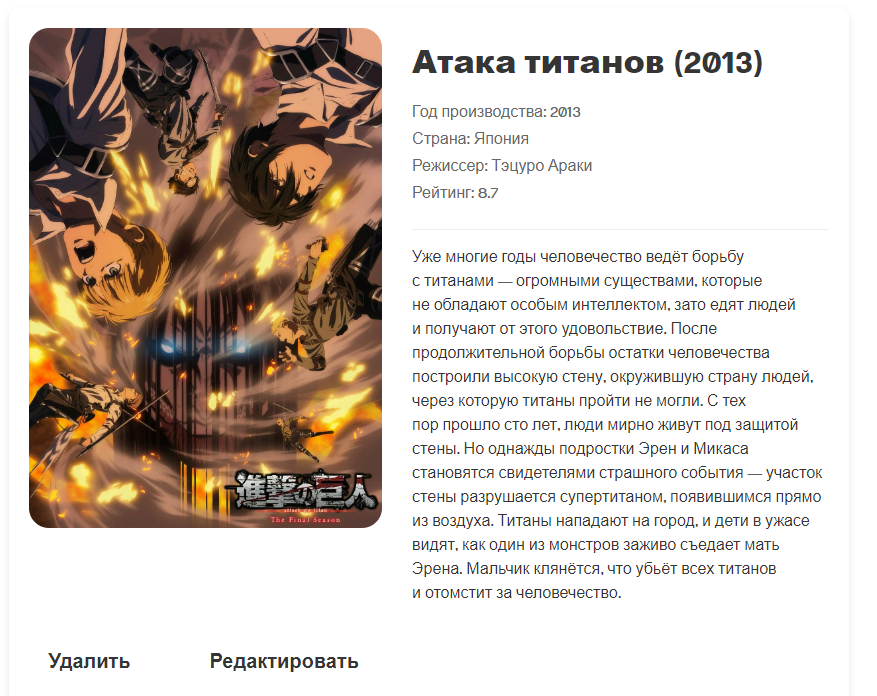 Атака титанов (2013)
Год производства: 2013
Страна: Япония
Режиссер: Тэцуро Араки
Рейтинг: 8.7
Уже многие годы человечество ведёт борьбу
с титанами — огромными существами, которые
не обладают особым интеллектом, зато едят людей
и получают от этого удовольствие. После
продолжительной борьбы остатки человечества
построили высокую стену, окружившую страну людей,
через которую титаны пройти не могли. С тех
пор прошло сто лет, люди мирно живут под защитой
стены. Но однажды подростки Эрен и Микаса
становятся свидетелями страшного события — участок
стены разрушается супертитаном, появившимся прямо
из воздуха. Титаны нападают на город, и дети в ужасе
видят, как один из монстров заживо съедает мать
Эрена. Мальчик клянётся, что убьёт всех титанов
и отомстит за человечество.
進撃の巨人
attack on titan
The Final Season
Удалить
Редактировать